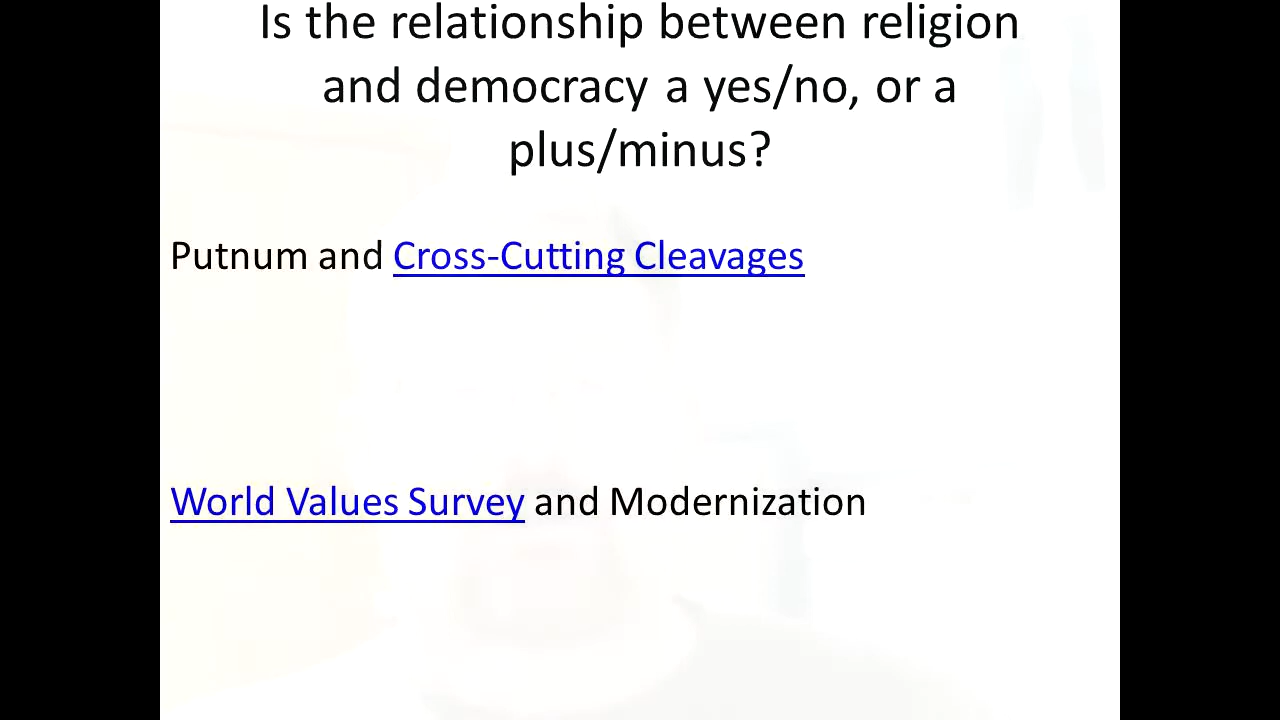 Is the relationship between religion
and democracy a yes/no, or a
plus/minus?
Putnum and Cross-Cutting Cleavages
World Values Survey and Modernization